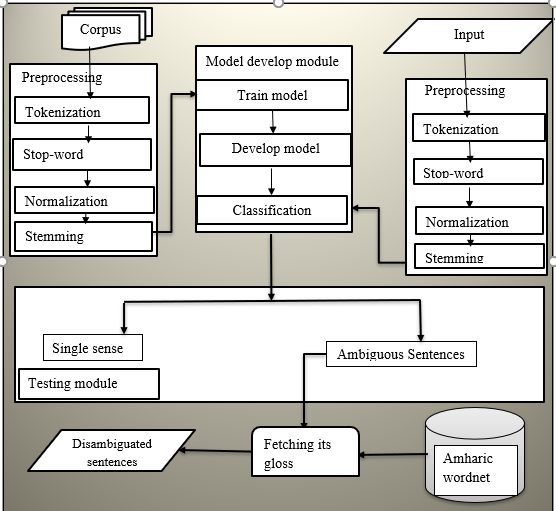 Corpus
Preprocessing
Tokenization
Stop-word
Normalization
Stemming
Model develop module
Train model
Develop model
Classification
Input
Preprocessing
Tokenization
Stop-word
Normalization
Stemming
Single sense
Testing module
Ambiguous Sentences
Disambiguated
sentences
Fetching its
gloss
Amharic
wordnet